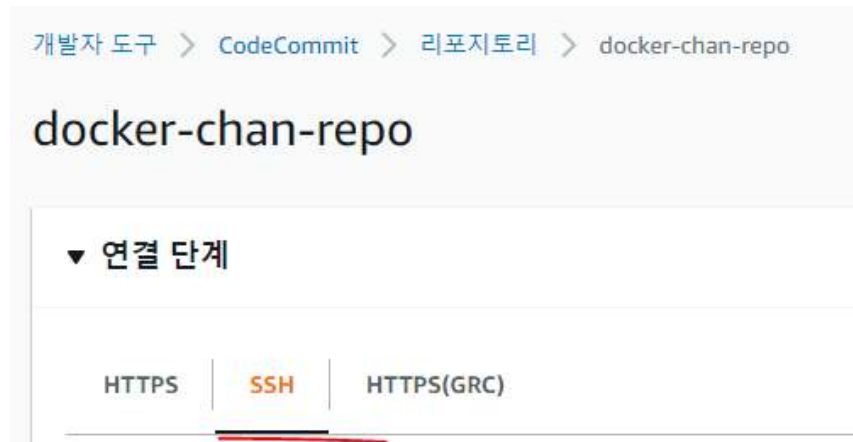 개발자 도구 > CodeCommit > 리포지토리 > docker-chan-repo
docker-chan-repo
▼ 연결 단계
HTTPS SSH HTTPS(GRC)